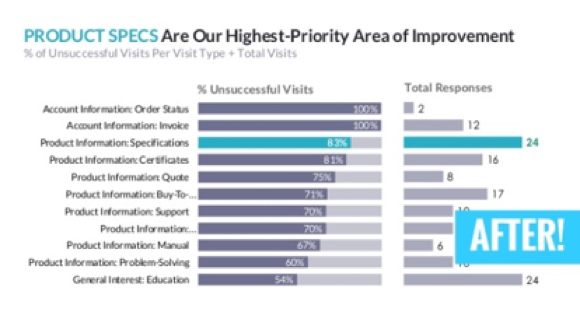 PRODUCT SPECS Are Our Highest-Priority Area of Improvement
% of Unsuccessful Visits Per Visit Type + Total Visits
% Unsuccessful Visits Total Responses
Account Information: Order Status 100% 2
Account Information: Invoice 100% 12
Product Information: Specifications 83% 24
Product Information: Certificates 81% 16
Product Information: Quote 75% 8
Product Information: Buy-To-... 71% 17
Product Information: Support 70%
Product Information:... 70%
Product Information: Manual 67% 6
Product Information: Problem-Solving 60%
General Interest: Education 54% 24
AFTER!